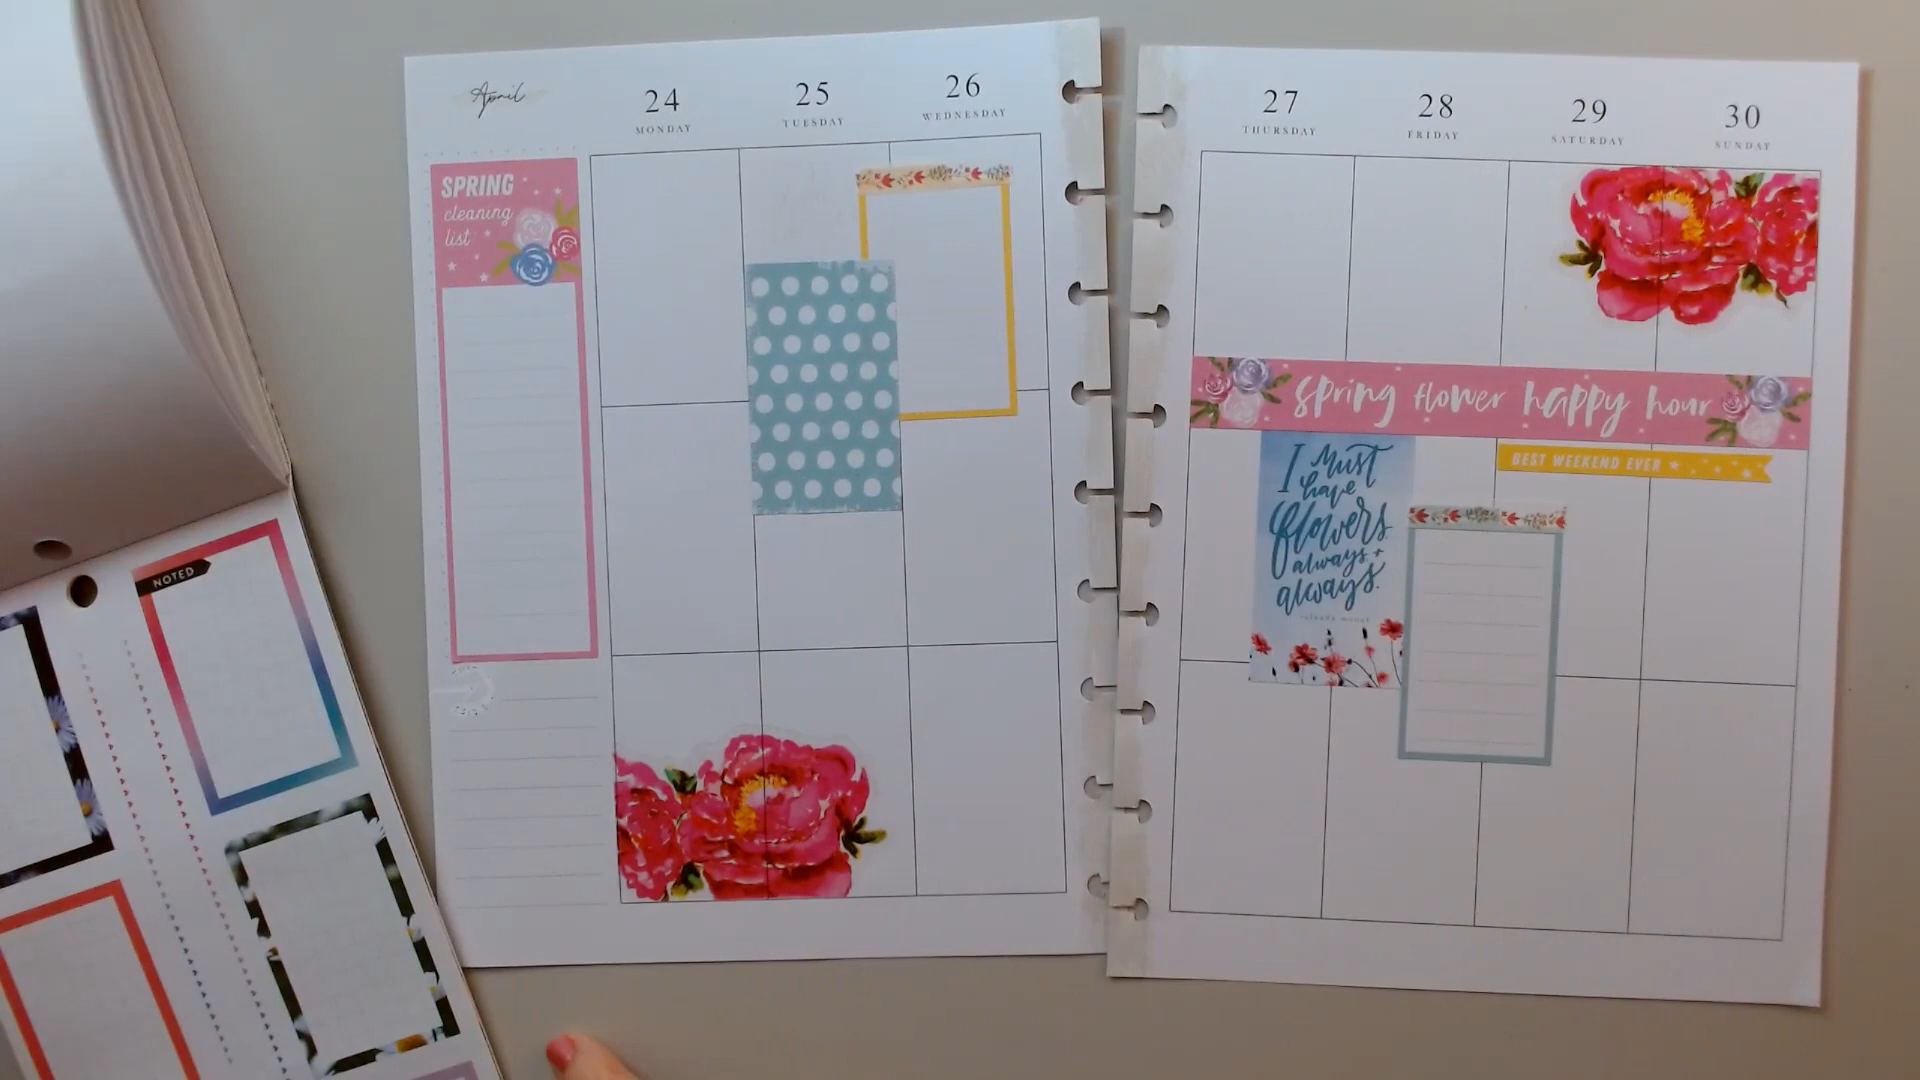 April
24
MONDAY
25
TUESDAY
26
WEDNESDAY
27
THURSDAY
28
FRIDAY
29
SATURDAY
30
SUNDAY
SPRING
cleaning
list
spring flower happy hour
BEST WEEKEND EVER
I must
have
flowers
always +
always.
NOTED